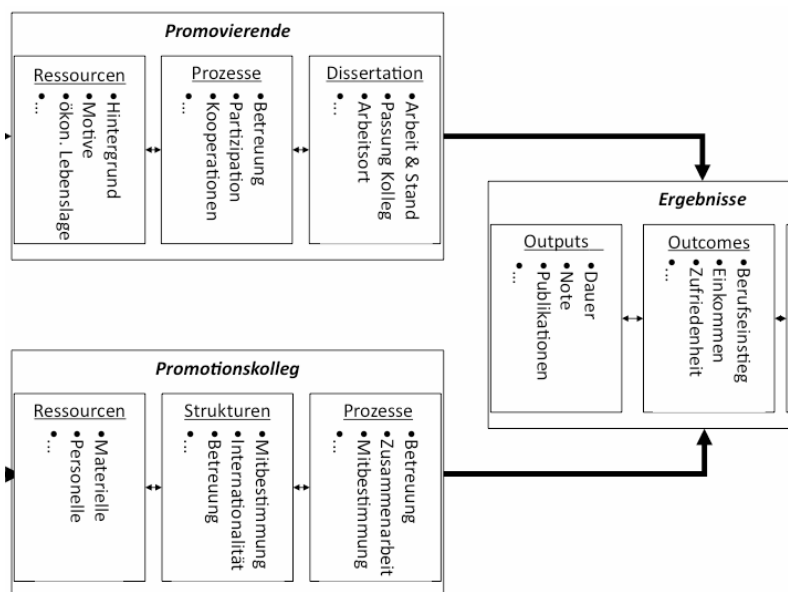 Promovierende
Ressourcen
• Hintergrund
• Motive
• ökon. Lebenslage
• ...
Prozesse
• Betreuung
• Partizipation
• Kooperationen
• ...
Dissertation
• Arbeit & Stand
• Passung Kolleg
• Arbeitsort
• ...
Ergebnisse
Outputs
• Dauer
• Note
• Publikationen
• ...
Outcomes
• Berufseinstieg
• Einkommen
• Zufriedenheit
• ...
Promotionskolleg
Ressourcen
• Materielle
• Personelle
• ...
Strukturen
• Mitbestimmung
• Internationalität
• Betreuung
• ...
Prozesse
• Betreuung
• Zusammenarbeit
• Mitbestimmung
• ...